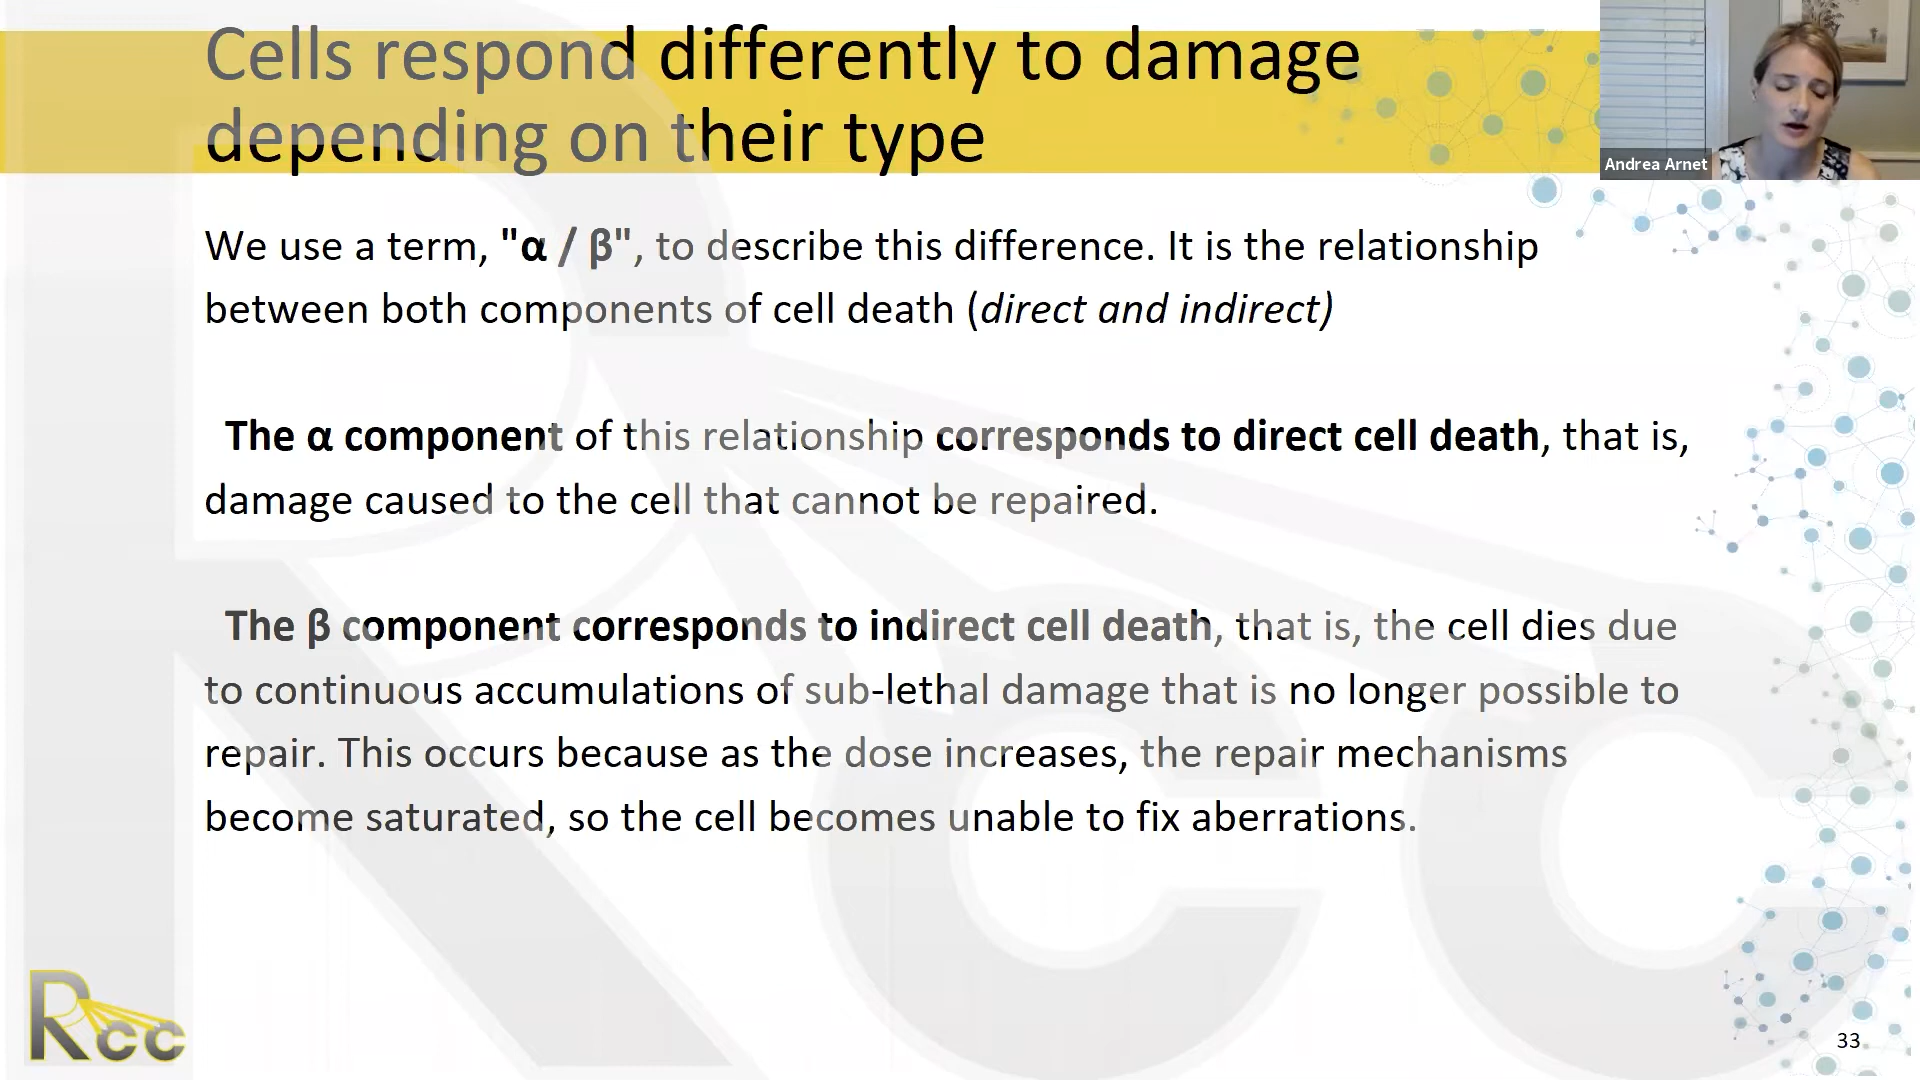 Cells respond differently to damage
depending on their type
Andrea Arnet
We use a term, "α / β", to describe this difference. It is the relationship
between both components of cell death (direct and indirect)
The α component of this relationship corresponds to direct cell death, that is,
damage caused to the cell that cannot be repaired.
The β component corresponds to indirect cell death, that is, the cell dies due
to continuous accumulations of sub-lethal damage that is no longer possible to
repair. This occurs because as the dose increases, the repair mechanisms
become saturated, so the cell becomes unable to fix aberrations.
Rcc
33